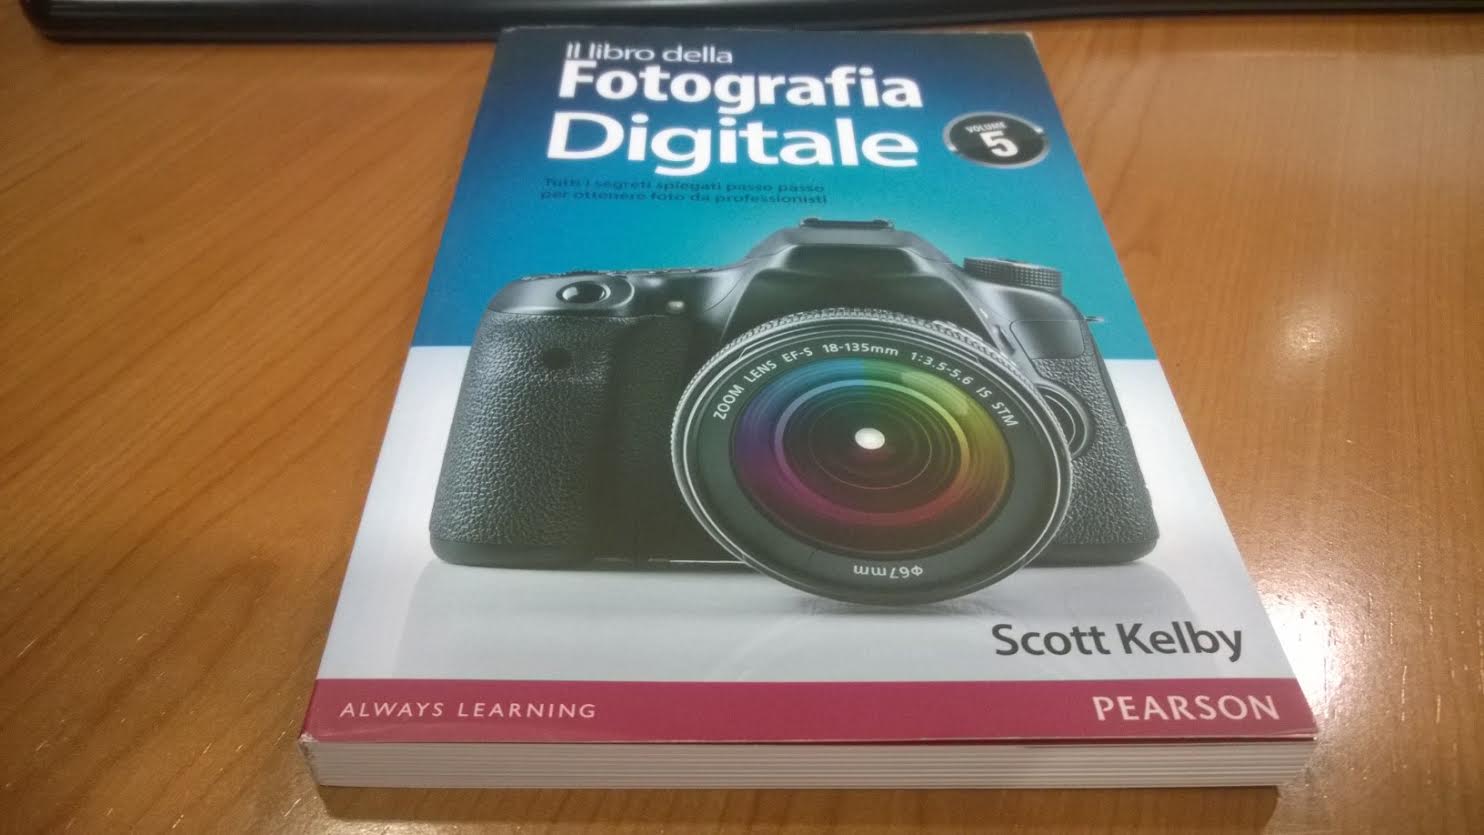 Il libro della
Fotografia
Digitale
VOLUME
5
Tutti i segreti spiegati passo passo
per ottenere foto da professionisti
ZOOM LENS EF-S 18-135mm 1:3.5-5.6 IS STM
Φ67mm
Scott Kelby
ALWAYS LEARNING
PEARSON